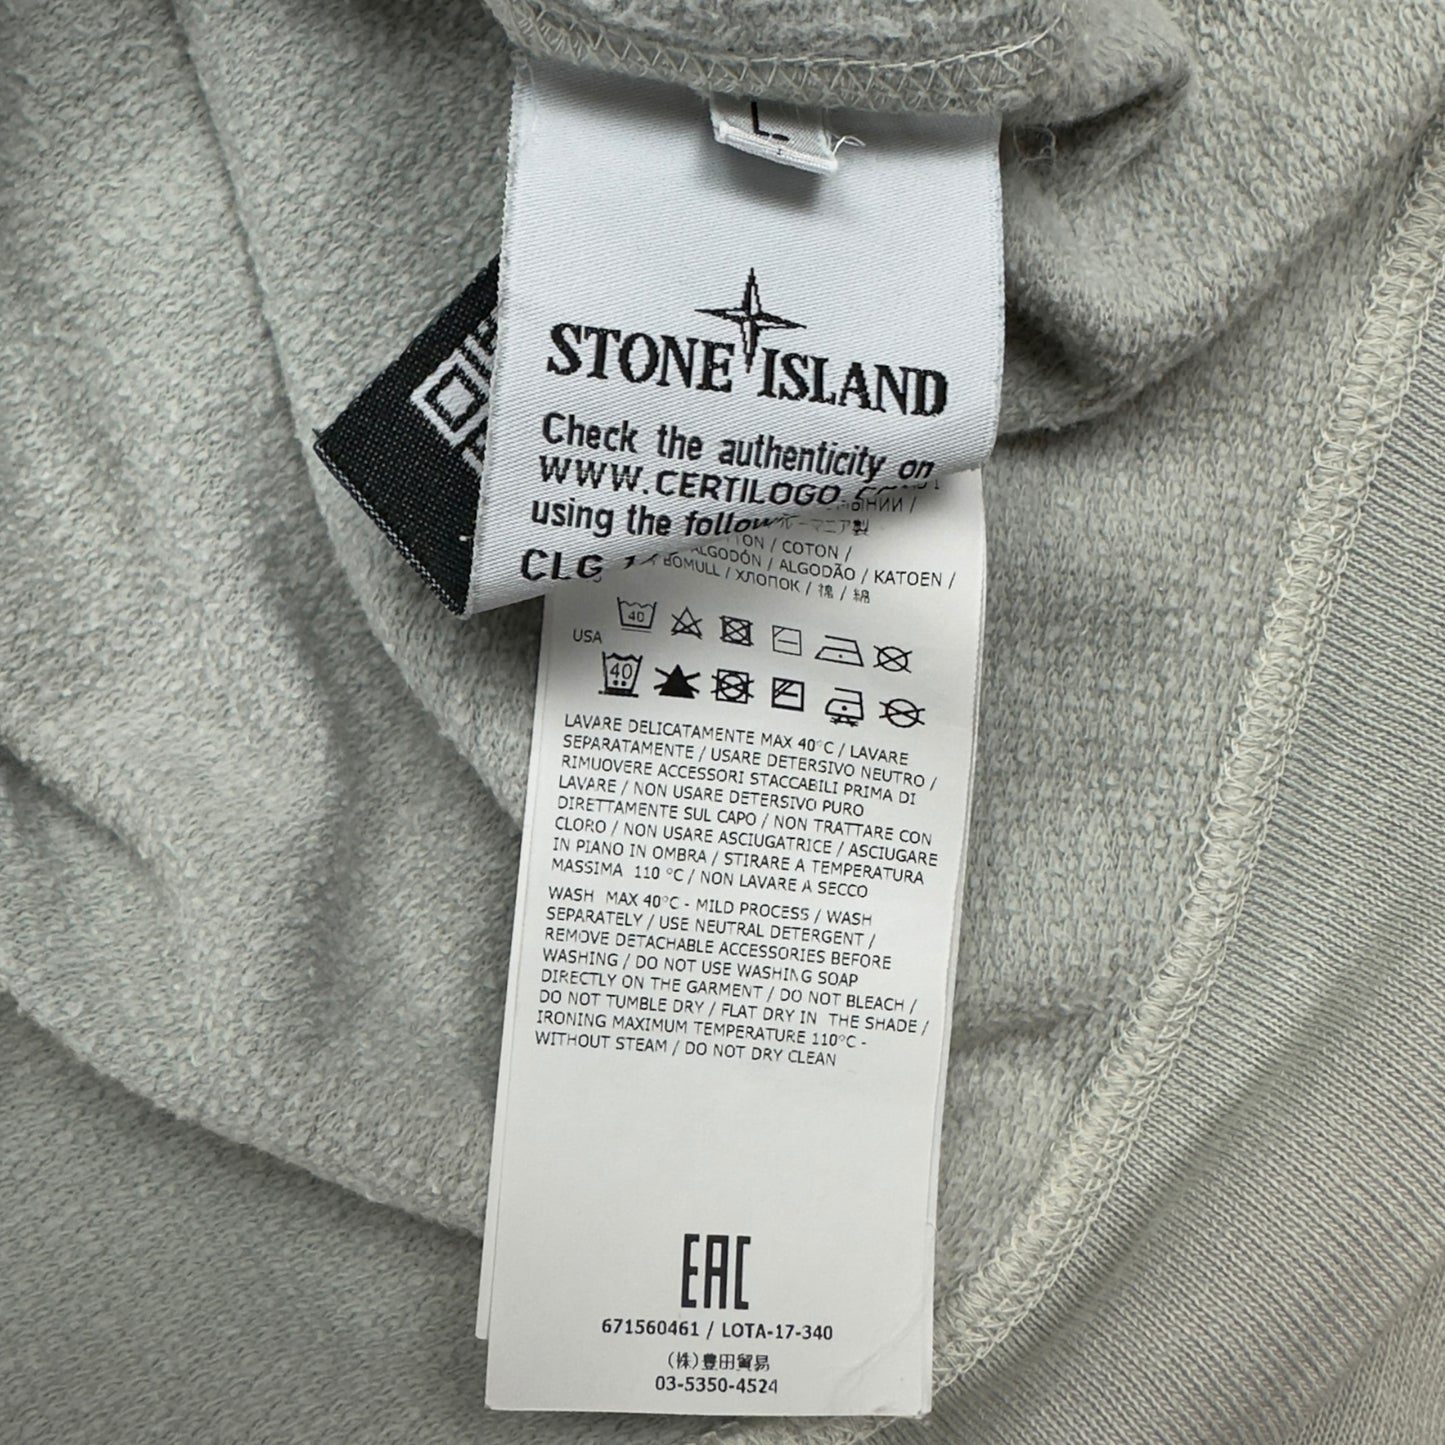 L
STONE ISLAND
Check the authenticity on
WWW.CERTILOGO.
using the
CLG
ルーマニア製
/ COTON /
ALGODÓN / ALGODÃO / KATOEN /
BOMULL / ХЛОПОК / 棉 / 綿
40
USA
40
LAVARE DELICATAMENTE MAX 40°C / LAVARE
SEPARATAMENTE / USARE DETERSIVO NEUTRO /
RIMUOVERE ACCESSORI STACCABILI PRIMA DI
LAVARE / NON USARE DETERSIVO PURO
DIRETTAMENTE SUL CAPO / NON TRATTARE CON
CLORO / NON USARE ASCIUGATRICE / ASCIUGARE
IN PIANO IN OMBRA / STIRARE A TEMPERATURA
MASSIMA 110 °C / NON LAVARE A SECCO
WASH MAX 40°C - MILD PROCESS / WASH
SEPARATELY / USE NEUTRAL DETERGENT /
REMOVE DETACHABLE ACCESSORIES BEFORE
WASHING / DO NOT USE WASHING SOAP
DIRECTLY ON THE GARMENT / DO NOT BLEACH /
DO NOT TUMBLE DRY / FLAT DRY IN THE SHADE /
IRONING MAXIMUM TEMPERATURE 110°C -
WITHOUT STEAM / DO NOT DRY CLEAN
EAC
671560461 / LOTA-17-340
(株)豊田貿易
03-5350-4524